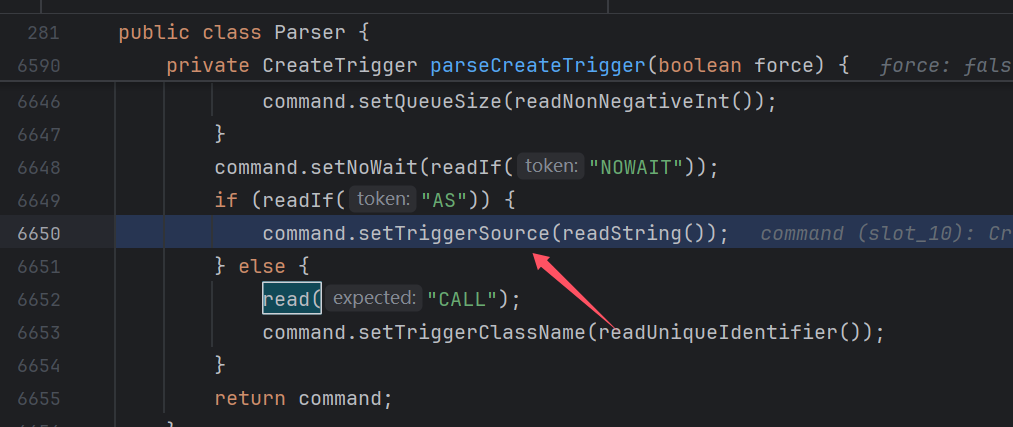 281 public class Parser {
6590 private CreateTrigger parseCreateTrigger(boolean force) { force: fals
6646 command.setQueueSize(readNonNegativeInt());
6647 }
6648 command.setNoWait(readIf( token: "NOWAIT"));
6649 if (readIf( token: "AS")) {
6650 command.setTriggerSource(readString()); command (slot_10): Cr
6651 } else {
6652 read( expected: "CALL");
6653 command.setTriggerClassName(readUniqueIdentifier());
6654 }
6655 return command;